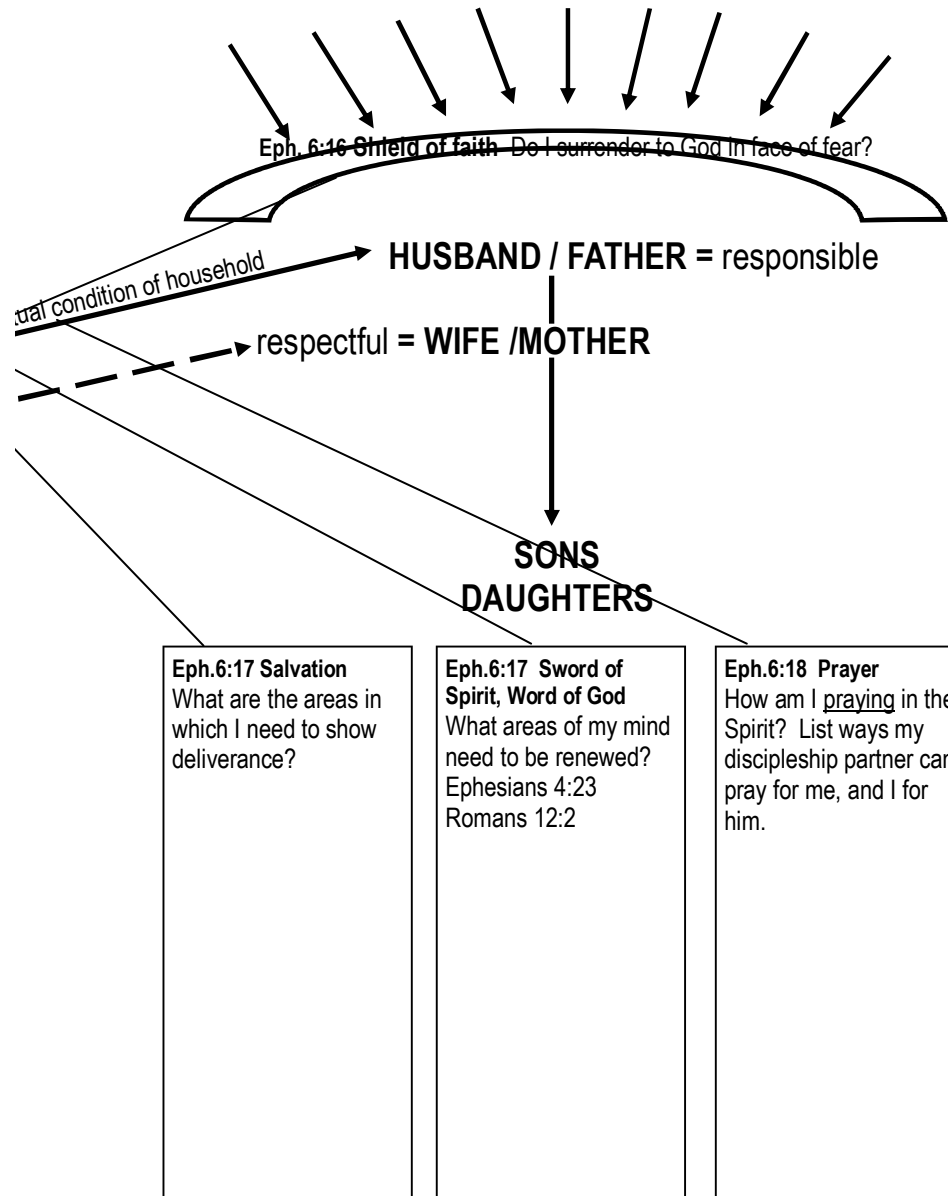 Eph. 6:16 Shield of faith Do I surrender to God in face of fear?
HUSBAND / FATHER = responsible
condition of household
respectful = WIFE /MOTHER
SONS
DAUGHTERS
Eph.6:17 Salvation
What are the areas in
which I need to show
deliverance?
Eph.6:17 Sword of
Spirit, Word of God
What areas of my mind
need to be renewed?
Ephesians 4:23
Romans 12:2
Eph.6:18 Prayer
How am I praying in the
Spirit? List ways my
discipleship partner can
pray for me, and I for
him.